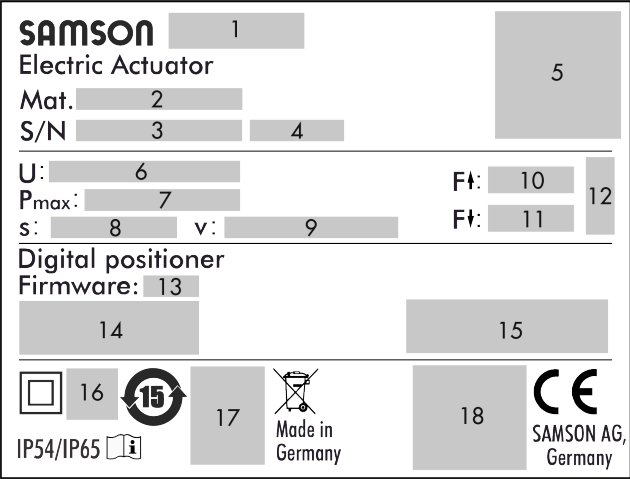 SAMSON 1
Electric Actuator
5
Mat. 2
S/N 3 4
U: 6
Pmax: 7
s: 8 v: 9
F⬆: 10
F⬇: 11
12
Digital positioner
Firmware: 13
14 15
16 15 17
IP54/IP65 i
Made in
Germany
18
CE
SAMSON AG,
Germany